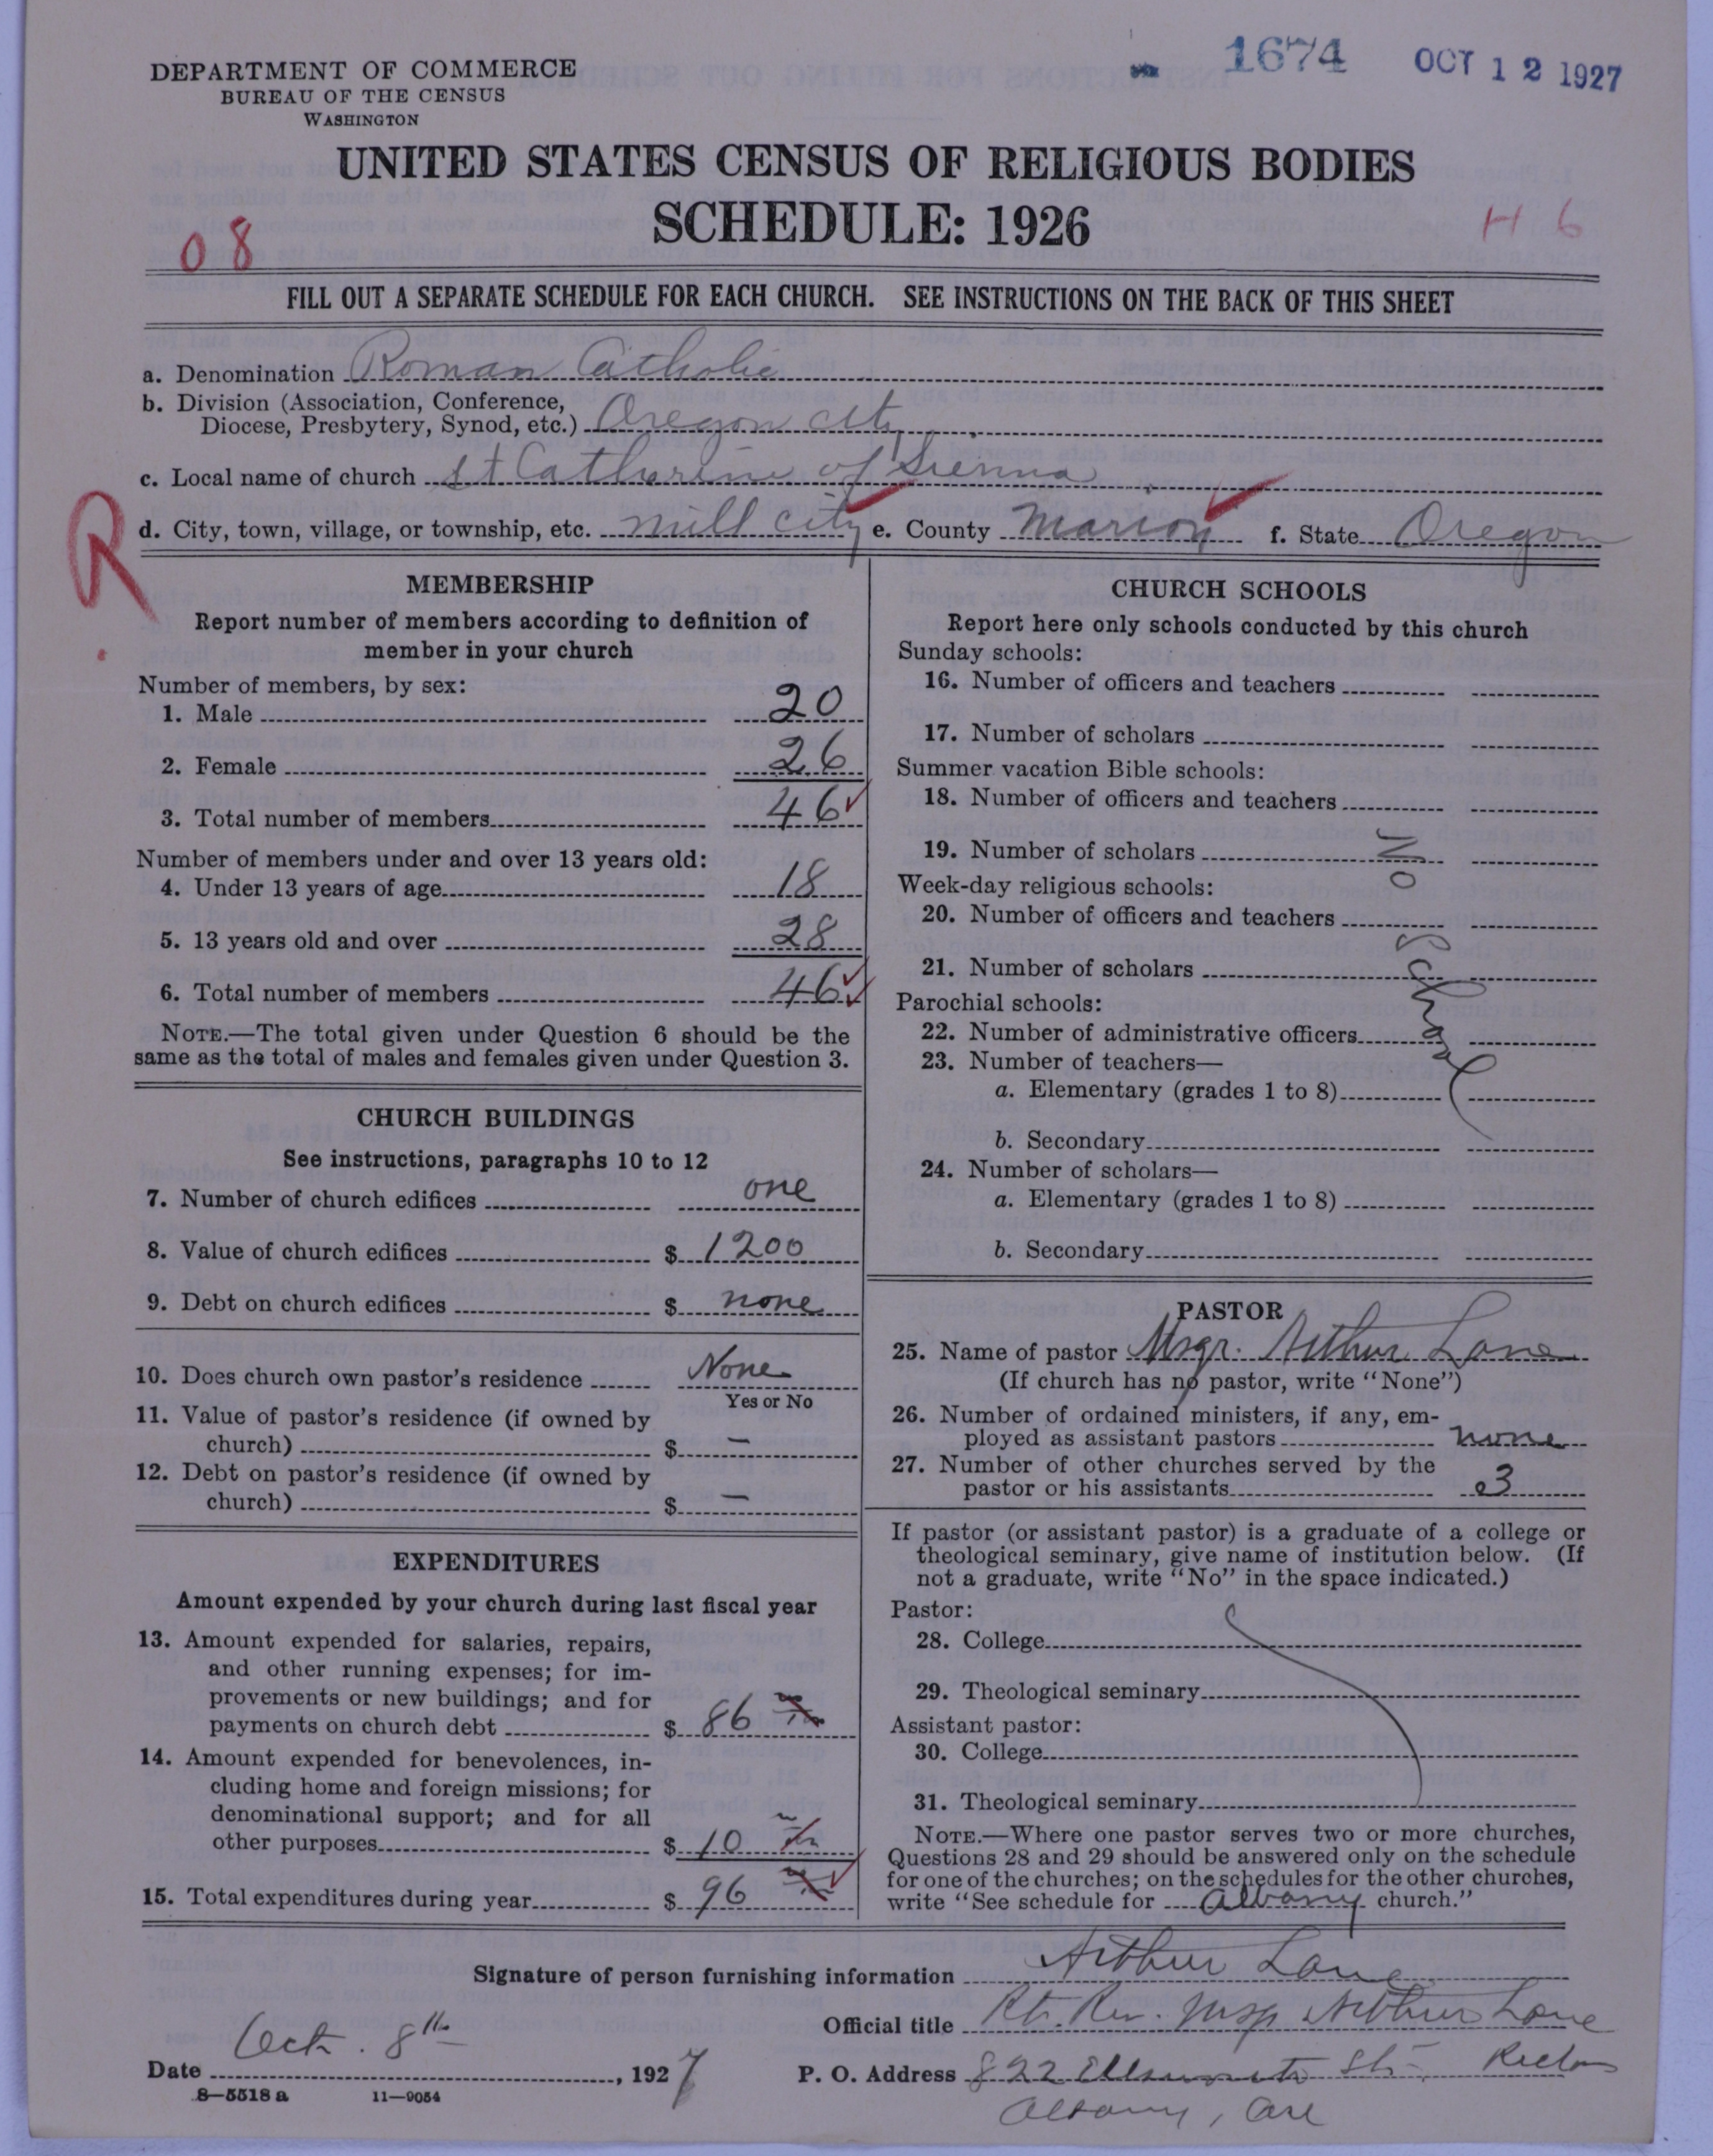 1674 OCT 12 1927
DEPARTMENT OF COMMERCE
BUREAU OF THE CENSUS
WASHINGTON
UNITED STATES CENSUS OF RELIGIOUS BODIES
SCHEDULE: 1926
08
H 6
FILL OUT A SEPARATE SCHEDULE FOR EACH CHURCH. SEE INSTRUCTIONS ON THE BACK OF THIS SHEET
a. Denomination Roman Catholic
b. Division (Association, Conference,
Diocese, Presbytery, Synod, etc.) Oregon city
c. Local name of church St Catherine of Sienna
R
d. City, town, village, or township, etc. Mill city e. County Marion f. State Oregon
MEMBERSHIP
Report number of members according to definition of
member in your church
Number of members, by sex:
1. Male 20
2. Female 26
3. Total number of members 46
Number of members under and over 13 years old:
4. Under 13 years of age 18
5. 13 years old and over 28
6. Total number of members 46
NOTE.—The total given under Question 6 should be the
same as the total of males and females given under Question 3.
CHURCH BUILDINGS
See instructions, paragraphs 10 to 12
7. Number of church edifices one
8. Value of church edifices $ 1200
9. Debt on church edifices $ none
10. Does church own pastor's residence None
Yes or No
11. Value of pastor's residence (if owned by
church) $ —
12. Debt on pastor's residence (if owned by
church) $ —
EXPENDITURES
Amount expended by your church during last fiscal year
13. Amount expended for salaries, repairs,
and other running expenses; for im-
provements or new buildings; and for
payments on church debt $ 86
14. Amount expended for benevolences, in-
cluding home and foreign missions; for
denominational support; and for all
other purposes $ 10
15. Total expenditures during year $ 96
CHURCH SCHOOLS
Report here only schools conducted by this church
Sunday schools:
16. Number of officers and teachers
17. Number of scholars
Summer vacation Bible schools:
18. Number of officers and teachers
19. Number of scholars
Week-day religious schools:
20. Number of officers and teachers
21. Number of scholars
Parochial schools:
22. Number of administrative officers
23. Number of teachers—
a. Elementary (grades 1 to 8)
b. Secondary
24. Number of scholars—
a. Elementary (grades 1 to 8)
b. Secondary
No School
PASTOR
25. Name of pastor Msgr. Arthur Lane
(If church has no pastor, write "None")
26. Number of ordained ministers, if any, em-
ployed as assistant pastors none
27. Number of other churches served by the
pastor or his assistants 3
If pastor (or assistant pastor) is a graduate of a college or
theological seminary, give name of institution below. (If
not a graduate, write "No" in the space indicated.)
Pastor:
28. College
29. Theological seminary
Assistant pastor:
30. College
31. Theological seminary
NOTE.—Where one pastor serves two or more churches,
Questions 28 and 29 should be answered only on the schedule
for one of the churches; on the schedules for the other churches,
write "See schedule for Albany church."
Signature of person furnishing information Arthur Lane
Official title Rt. Rev. Msgr Arthur Lane
Rector
Date Oct. 8th, 1927 P. O. Address 822 Ellsworth St.
Albany, Ore
8—5518 a 11—9054